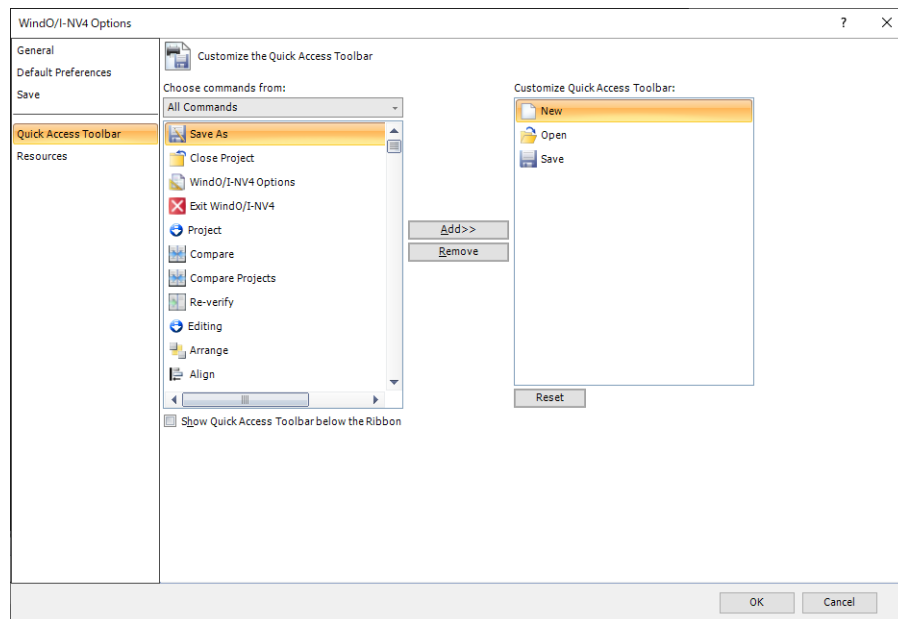 WindO/I-NV4 Options
?
General
Default Preferences
Save
Quick Access Toolbar
Resources
Customize the Quick Access Toolbar
Choose commands from:
All Commands
Save As
Close Project
WindO/I-NV4 Options
Exit WindO/I-NV4
Project
Compare
Compare Projects
Re-verify
Editing
Arrange
Align
Show Quick Access Toolbar below the Ribbon
Add>>
Remove
Customize Quick Access Toolbar:
New
Open
Save
Reset
OK
Cancel